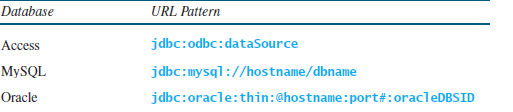 Database URL Pattern
Access jdbc:odbc:dataSource
MySQL jdbc:mysql://hostname/dbname
Oracle jdbc:oracle:thin:@hostname:port#:oracleDBSID